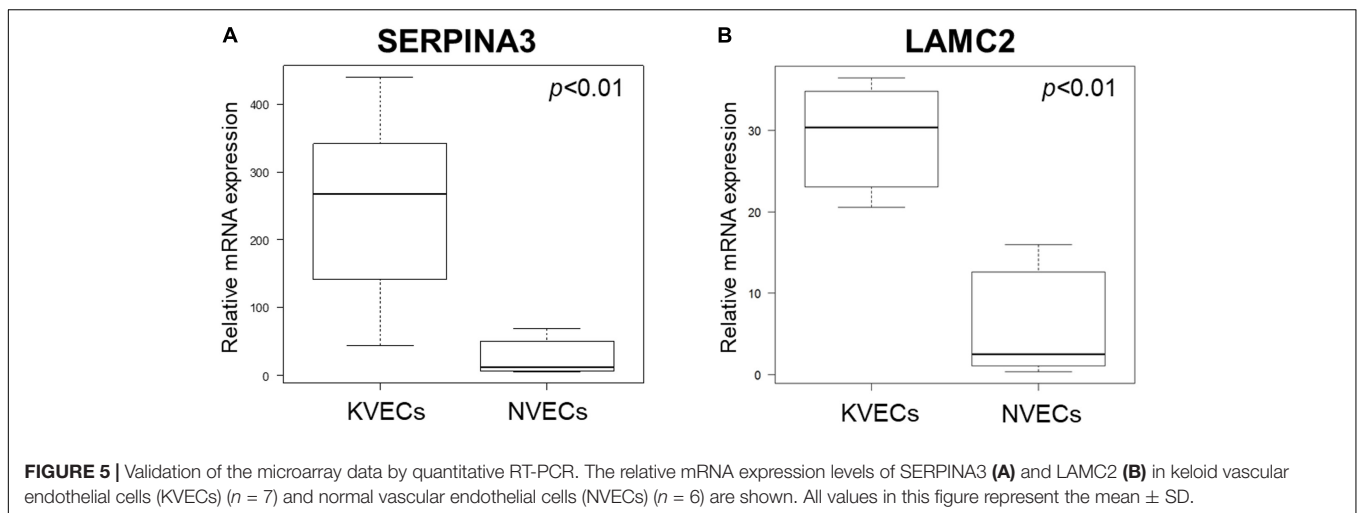 A
SERPINA3
p<0.01
Relative mRNA expression
400
300
200
100
0
KVECs
NVECs
B
LAMC2
p<0.01
Relative mRNA expression
30
20
10
0
KVECs
NVECs
FIGURE 5 | Validation of the microarray data by quantitative RT-PCR. The relative mRNA expression levels of SERPINA3 (A) and LAMC2 (B) in keloid vascular
endothelial cells (KVECs) (n = 7) and normal vascular endothelial cells (NVECs) (n = 6) are shown. All values in this figure represent the mean ± SD.